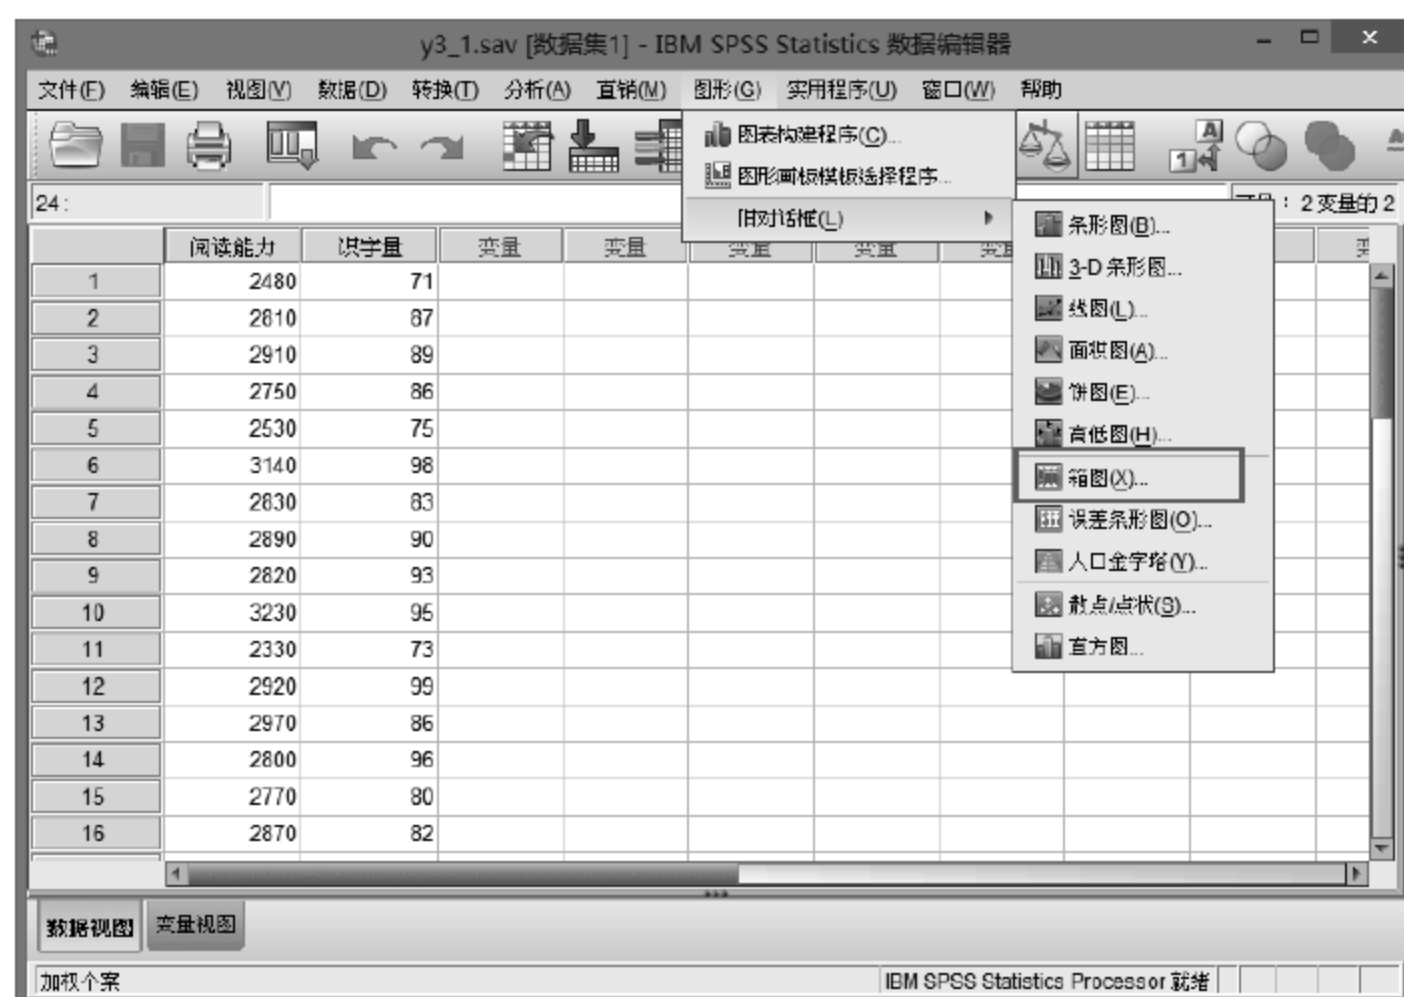 y3_1.sav [数据集1] - IBM SPSS Statistics 数据编辑器
文件(F) 编辑(E) 视图(V) 数据(D) 转换(T) 分析(A) 直销(M) 图形(G) 实用程序(U) 窗口(W) 帮助
图表构建程序(C)...
图形画板模板选择程序...
旧对话框(L)
24: : 2 变量的 2
条形图(B)...
3-D 条形图...
线图(L)...
面积图(A)...
饼图(E)...
高低图(H)...
箱图(X)...
误差条形图(O)...
人口金字塔(Y)...
散点/点状(S)...
直方图...
阅读能力 识字量 变量 变量 变量 变量
1 2480 71
2 2810 87
3 2910 89
4 2750 86
5 2530 75
6 3140 98
7 2830 83
8 2890 90
9 2820 93
10 3230 95
11 2330 73
12 2920 99
13 2970 86
14 2800 96
15 2770 80
16 2870 82
数据视图 变量视图
加权个案 IBM SPSS Statistics Processor 就绪